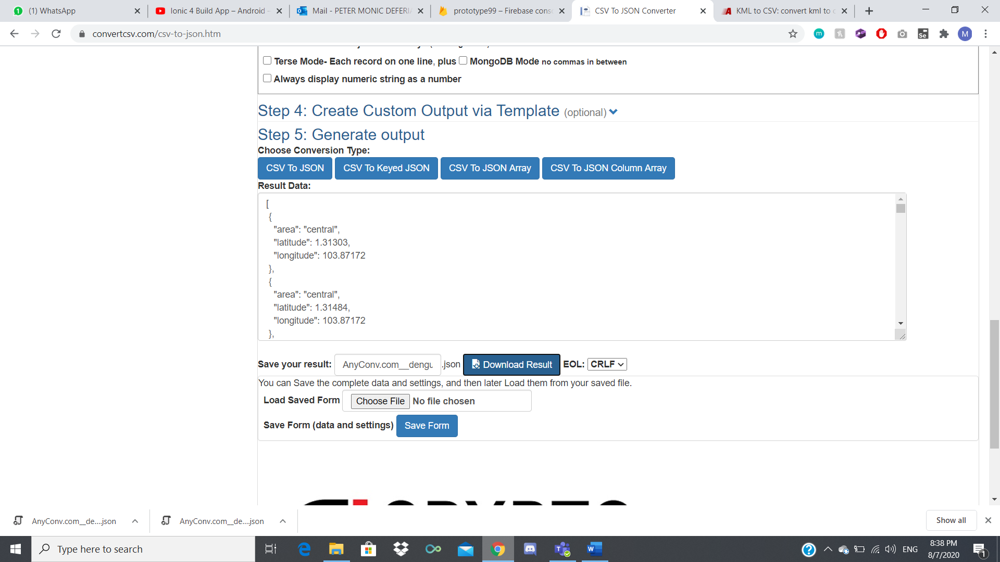 (1) WhatsApp
Ionic 4 Build App – Android -
Mail - PETER MONIC DEFERI
prototype99 – Firebase cons
CSV To JSON Converter
KML to CSV: convert kml to c
convertcsv.com/csv-to-json.htm
M
Terse Mode- Each record on one line, plus MongoDB Mode no commas in between
Always display numeric string as a number
Step 4: Create Custom Output via Template (optional)
Step 5: Generate output
Choose Conversion Type:
CSV To JSON CSV To Keyed JSON CSV To JSON Array CSV To JSON Column Array
Result Data:
[
{
"area": "central",
"latitude": 1.31303,
"longitude": 103.87172
},
{
"area": "central",
"latitude": 1.31484,
"longitude": 103.87172
},
Save your result: AnyConv.com__dengu .json Download Result EOL: CRLF
You can Save the complete data and settings, and then later Load them from your saved file.
Load Saved Form Choose File No file chosen
Save Form (data and settings) Save Form
AnyConv.com__de....json
AnyConv.com__de....json
Show all
Type here to search
ENG
8:38 PM
8/7/2020
1